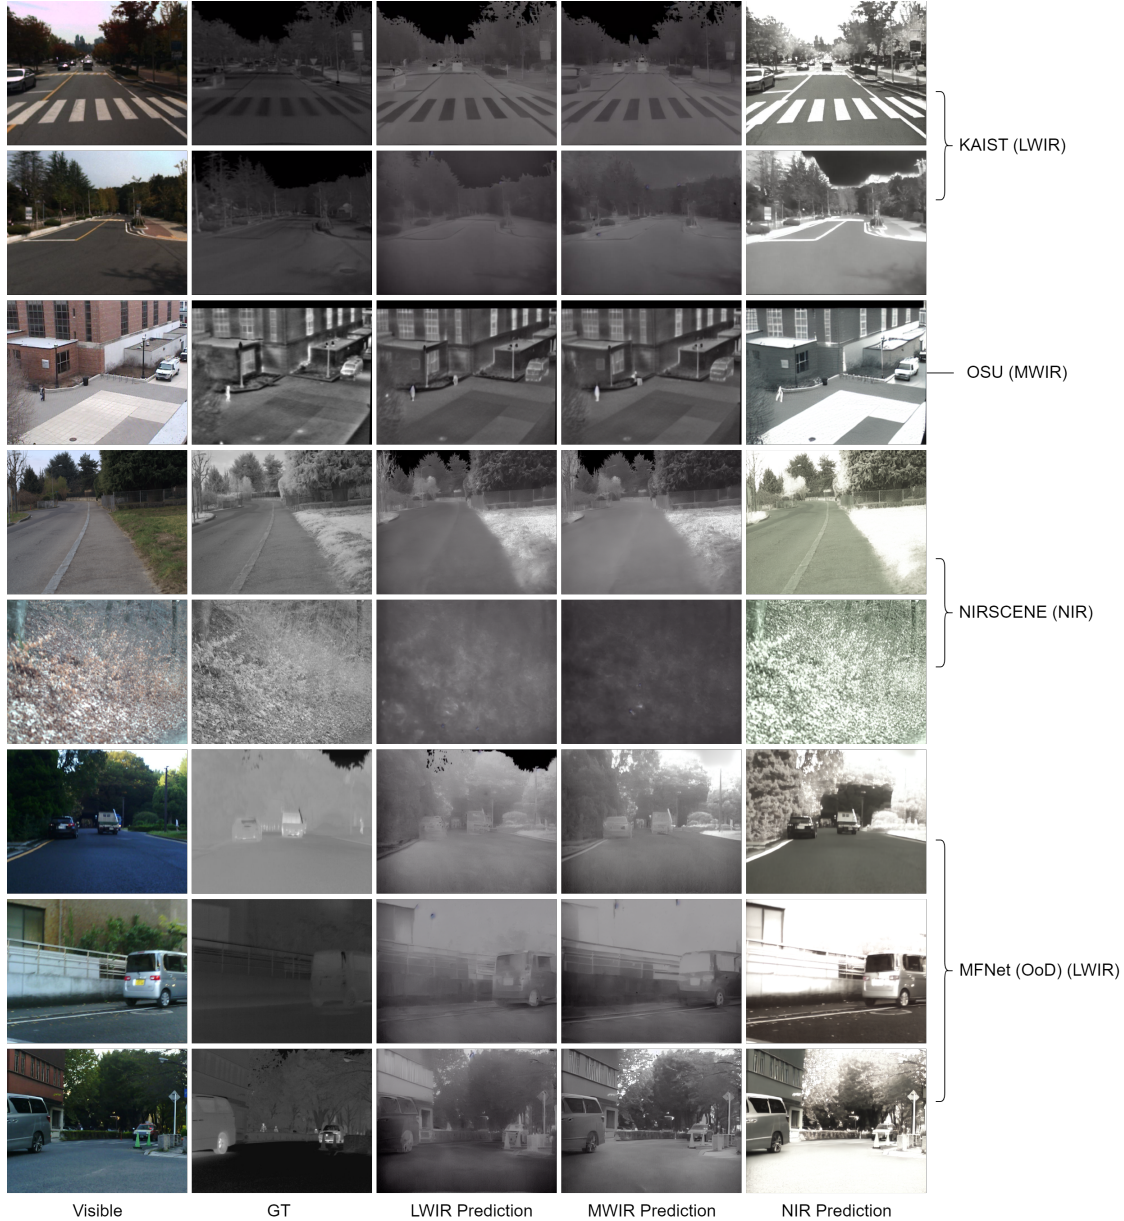 KAIST (LWIR)
OSU (MWIR)
NIRSCENE (NIR)
MFNet (OoD) (LWIR)
Visible
GT
LWIR Prediction
MWIR Prediction
NIR Prediction